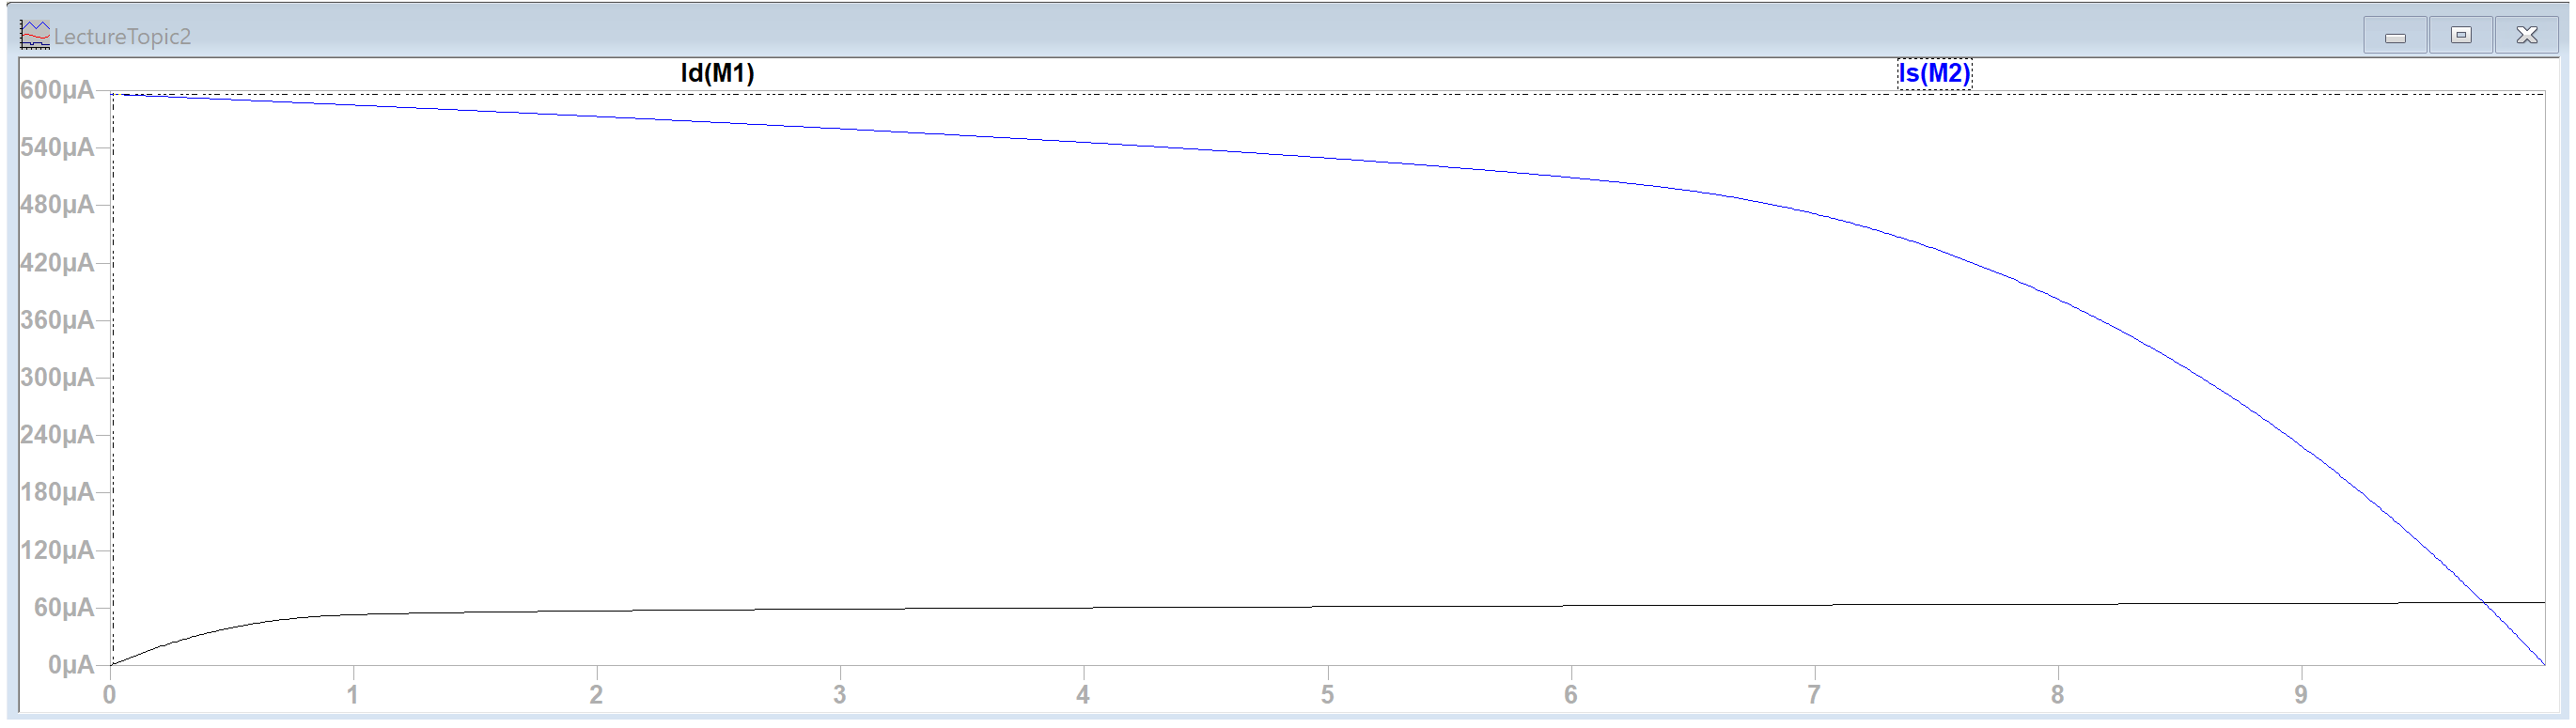 LectureTopic2
Id(M1) Is(M2)
600µA
540µA
480µA
420µA
360µA
300µA
240µA
180µA
120µA
60µA
0µA
0 1 2 3 4 5 6 7 8 9